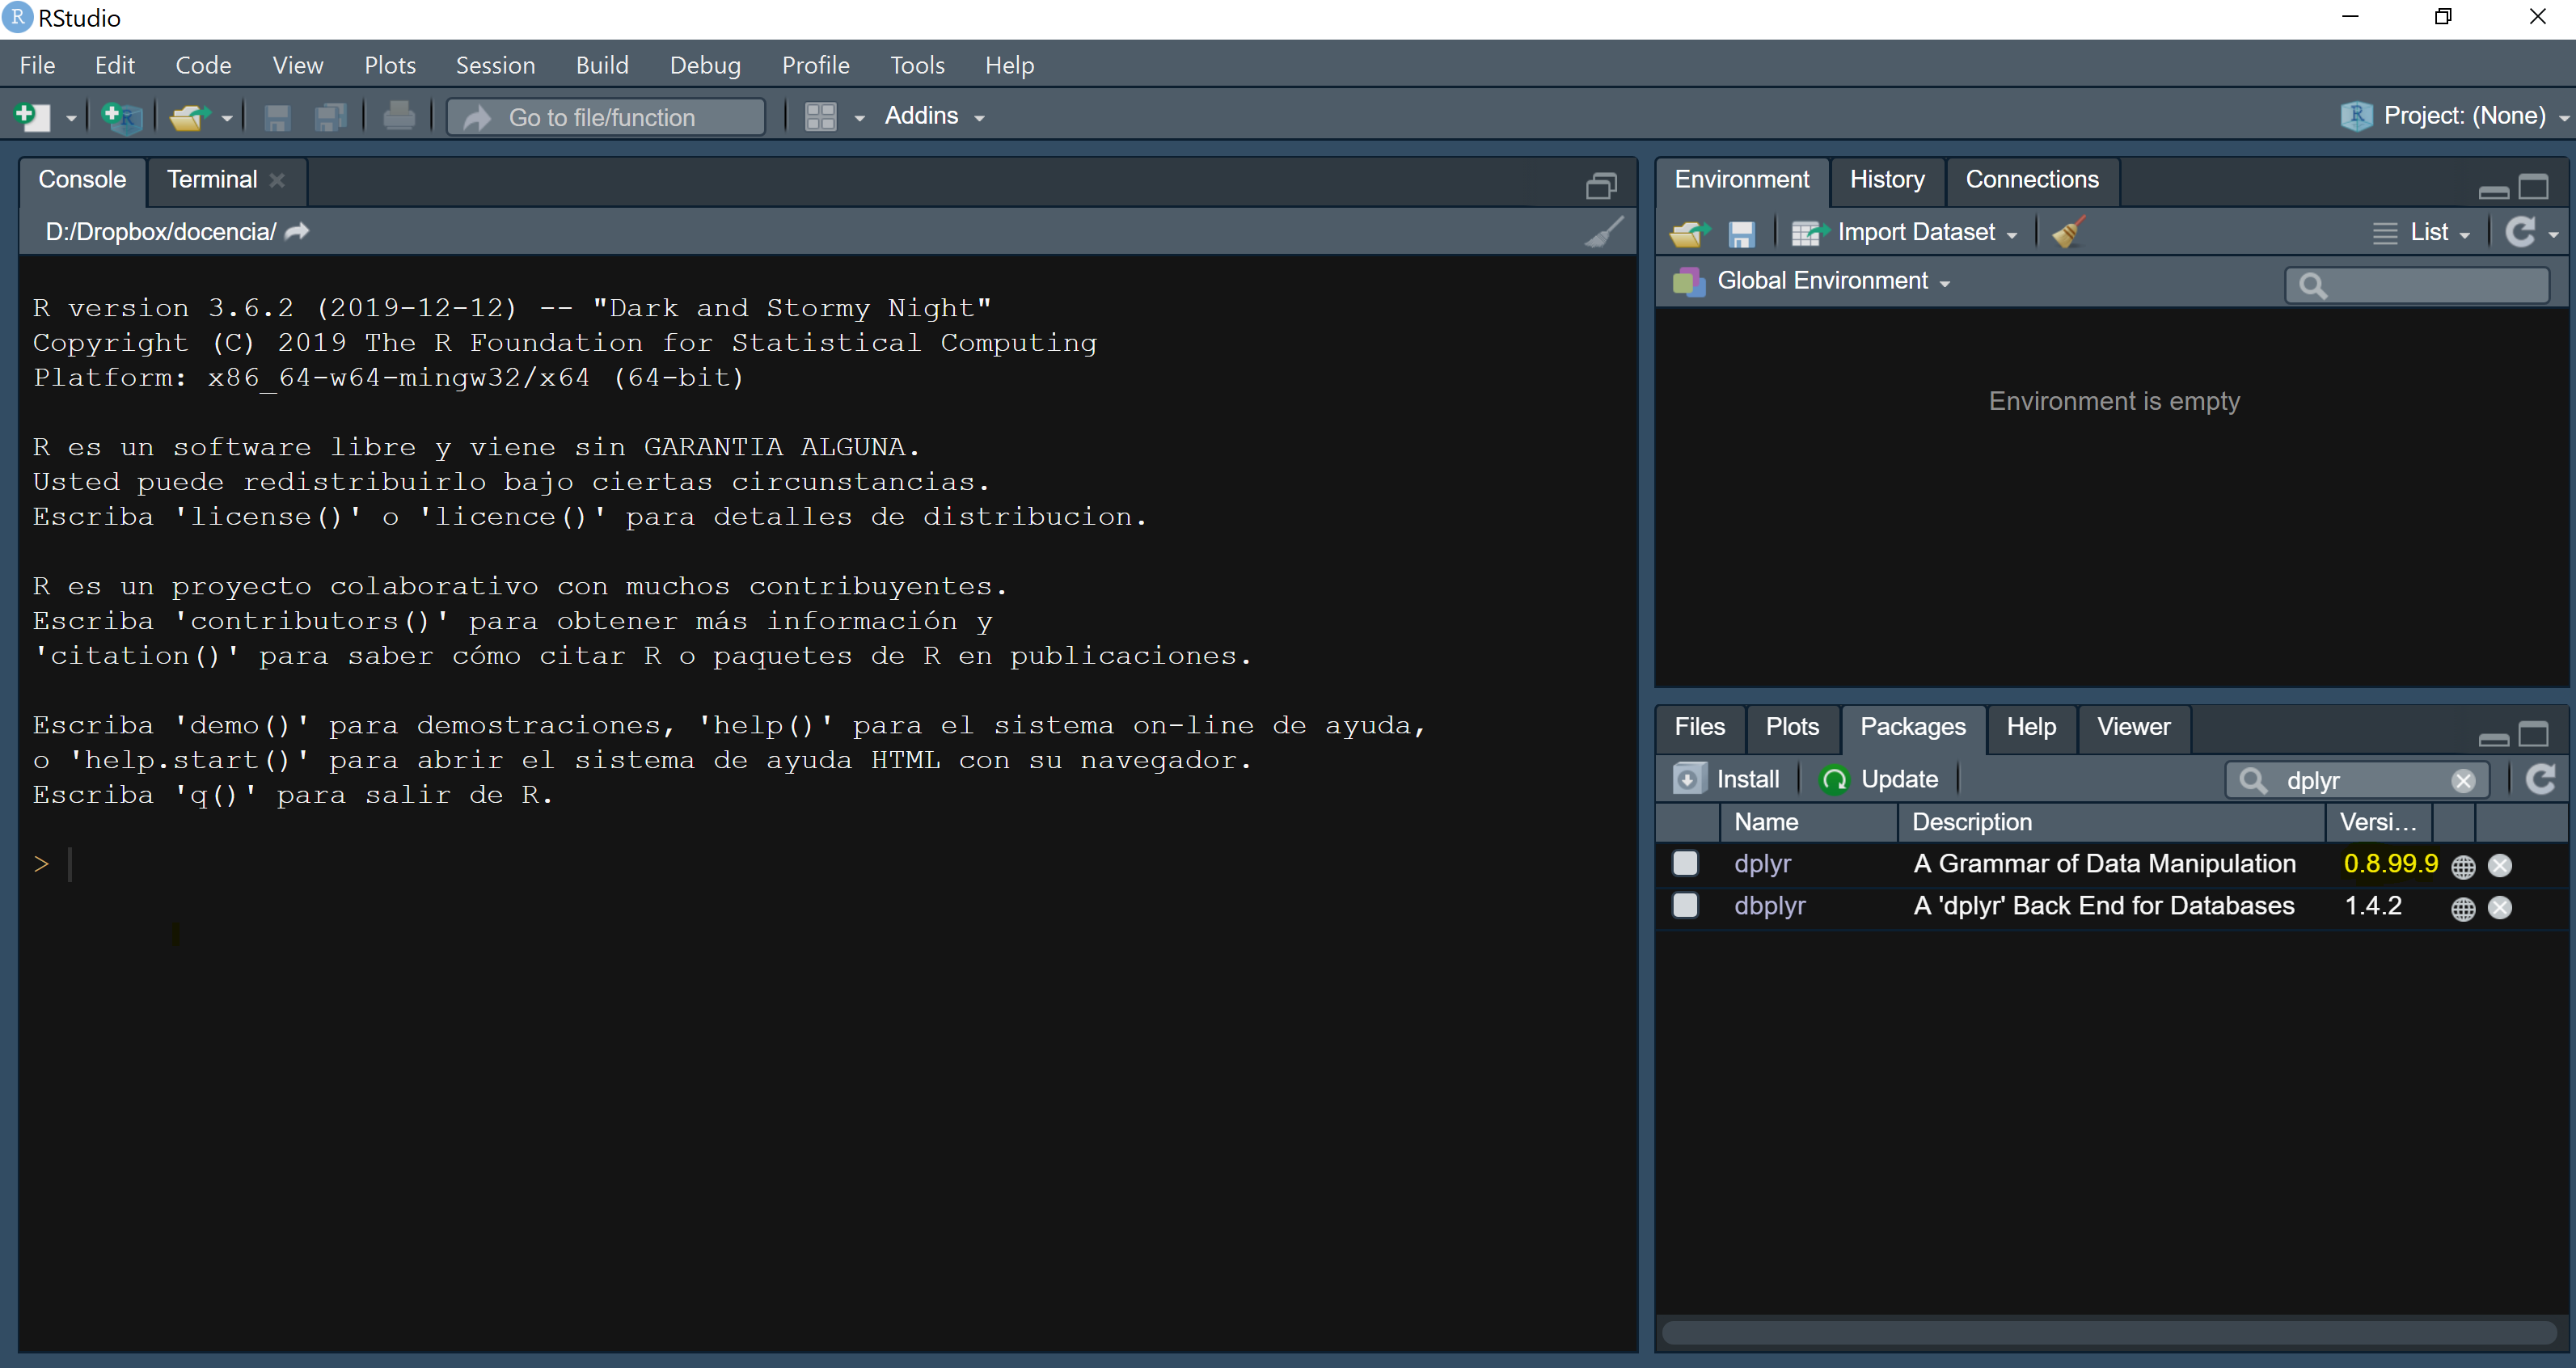 RStudio
File Edit Code View Plots Session Build Debug Profile Tools Help
Go to file/function Addins Project: (None)
Console Terminal
D:/Dropbox/docencia/
R version 3.6.2 (2019-12-12) -- "Dark and Stormy Night"
Copyright (C) 2019 The R Foundation for Statistical Computing
Platform: x86_64-w64-mingw32/x64 (64-bit)
R es un software libre y viene sin GARANTIA ALGUNA.
Usted puede redistribuirlo bajo ciertas circunstancias.
Escriba 'license()' o 'licence()' para detalles de distribucion.
R es un proyecto colaborativo con muchos contribuyentes.
Escriba 'contributors()' para obtener más información y
'citation()' para saber cómo citar R o paquetes de R en publicaciones.
Escriba 'demo()' para demostraciones, 'help()' para el sistema on-line de ayuda,
o 'help.start()' para abrir el sistema de ayuda HTML con su navegador.
Escriba 'q()' para salir de R.
>
Environment History Connections
Import Dataset List
Global Environment
Environment is empty
Files Plots Packages Help Viewer
Install Update dplyr
Name Description Versi...
dplyr A Grammar of Data Manipulation 0.8.99.9
dbplyr A 'dplyr' Back End for Databases 1.4.2